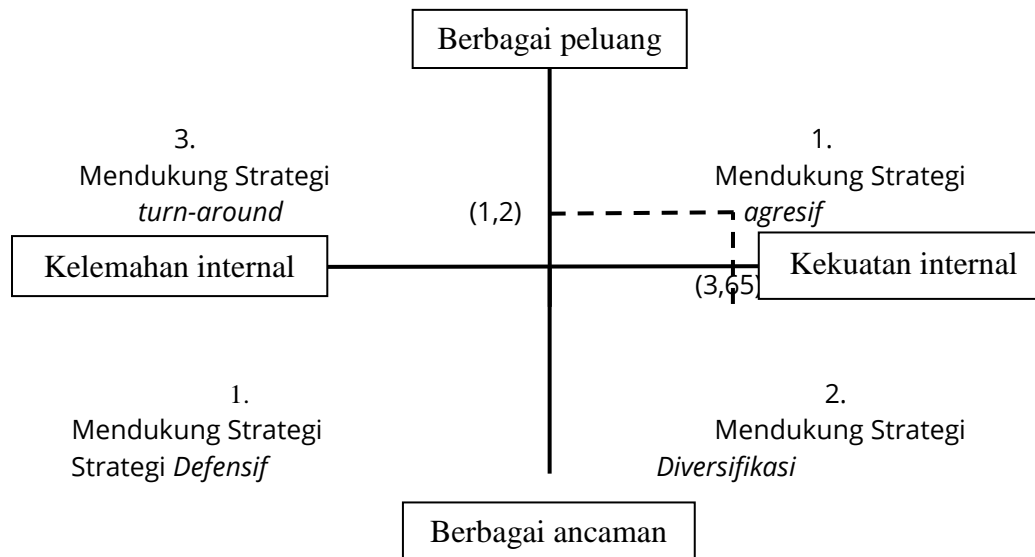 Berbagai peluang
3.
Mendukung Strategi
turn-around
1.
Mendukung Strategi
agresif
(1,2)
Kelemahan internal
Kekuatan internal
(3,65)
1.
Mendukung Strategi
Strategi Defensif
2.
Mendukung Strategi
Diversifikasi
Berbagai ancaman